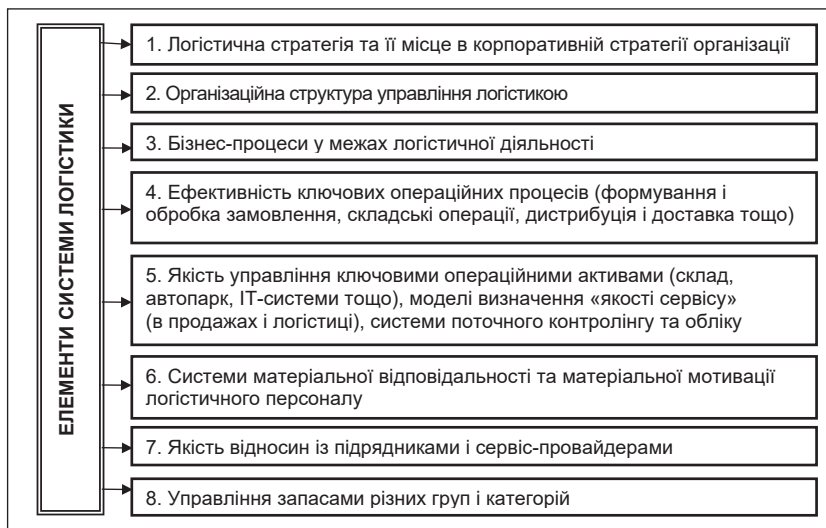 ЕЛЕМЕНТИ СИСТЕМИ ЛОГІСТИКИ
1. Логістична стратегія та її місце в корпоративній стратегії організації
2. Організаційна структура управління логістикою
3. Бізнес-процеси у межах логістичної діяльності
4. Ефективність ключових операційних процесів (формування і
обробка замовлення, складські операції, дистрибуція і доставка тощо)
5. Якість управління ключовими операційними активами (склад,
автопарк, ІТ-системи тощо), моделі визначення «якості сервісу»
(в продажах і логістиці), системи поточного контролінгу та обліку
6. Системи матеріальної відповідальності та матеріальної мотивації
логістичного персоналу
7. Якість відносин із підрядниками і сервіс-провайдерами
8. Управління запасами різних груп і категорій